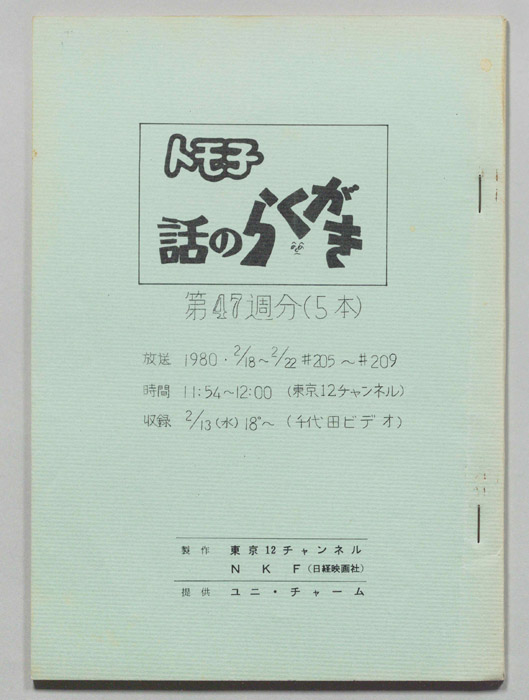 トモ子
話のらくがき
第47週分(5本)
放送 1980・2/18～2/22 #205～#209
時間 11:54～12:00 (東京12チャンネル)
収録 2/13(水) 18°～ (千代田ビデオ)
製作 東京12チャンネル
NKF(日経映画社)
提供 ユニ・チャーム